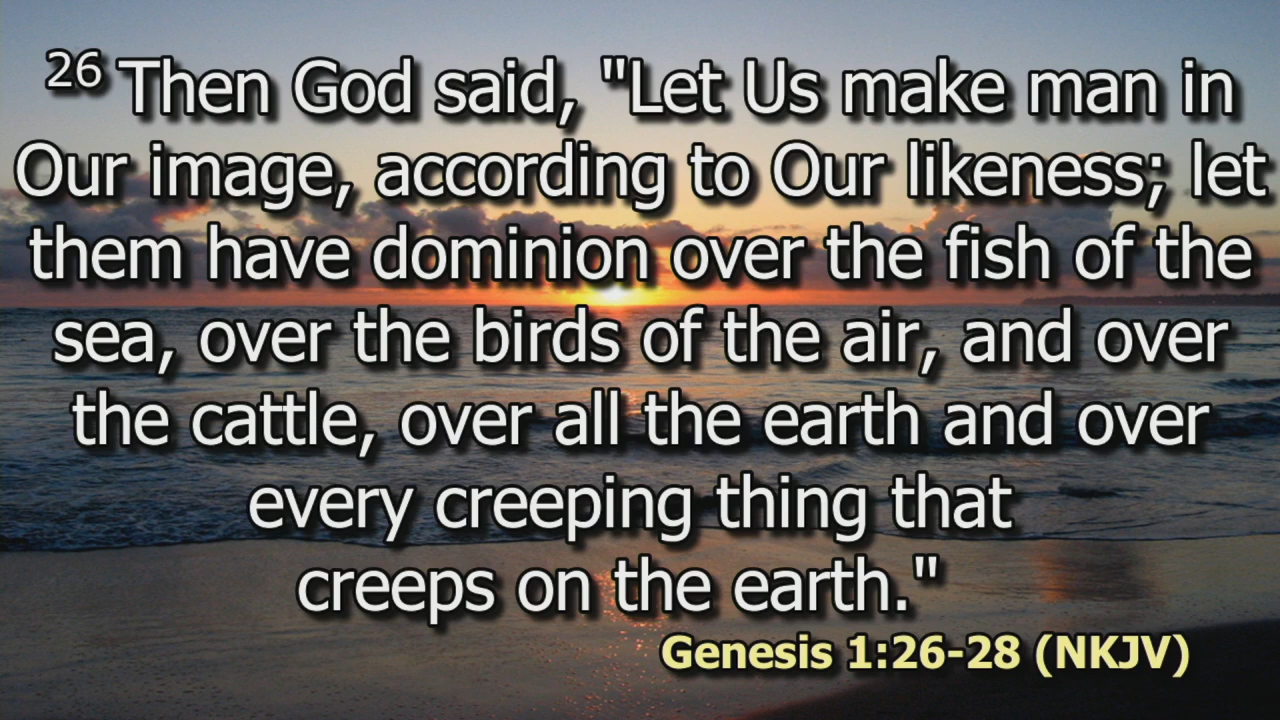 26 Then God said, "Let Us make man in
Our image, according to Our likeness; let
them have dominion over the fish of the
sea, over the birds of the air, and over
the cattle, over all the earth and over
every creeping thing that
creeps on the earth."
Genesis 1:26-28 (NKJV)